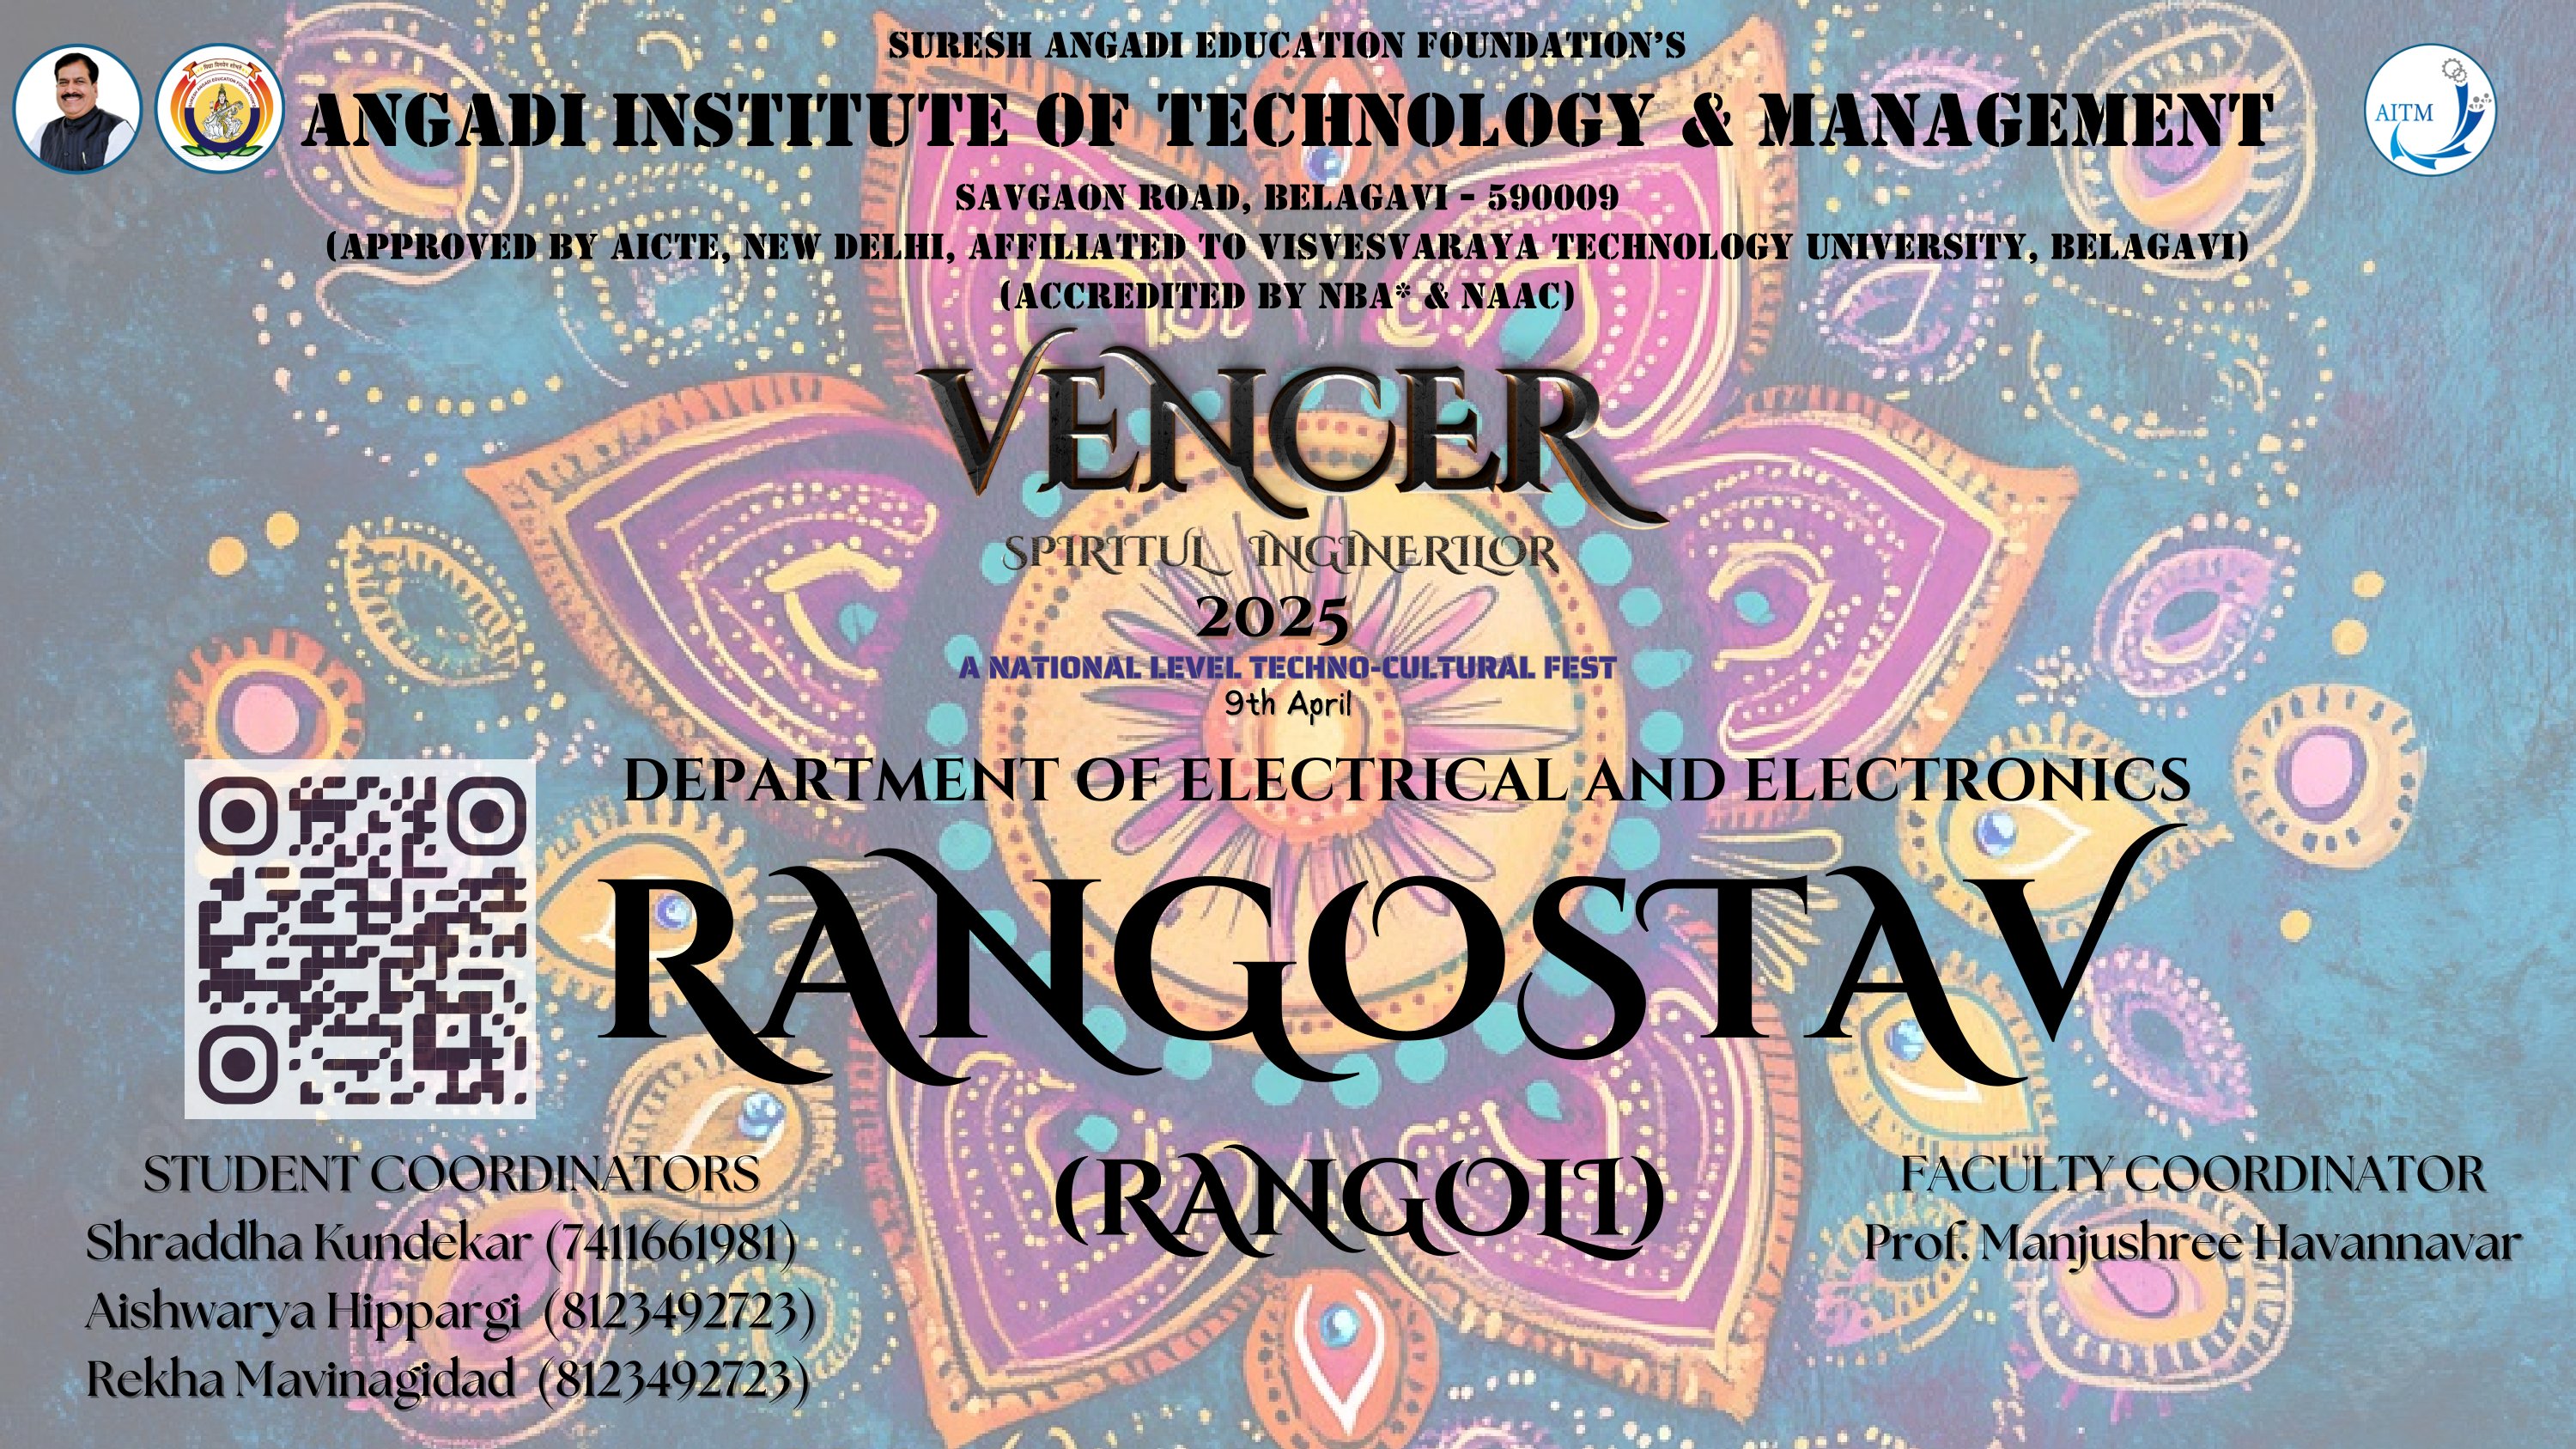 SURESH ANGADI EDUCATION FOUNDATION'S
ANGADI INSTITUTE OF TECHNOLOGY & MANAGEMENT
AITM
SAVGAON ROAD, BELAGAVI - 590009
(APPROVED BY AICTE, NEW DELHI, AFFILIATED TO VISVESVARAYA TECHNOLOGY UNIVERSITY, BELAGAVI)
(ACCREDITED BY NBA* & NAAC)
VENCER
SPIRITUL INGINERILOR
2025
A NATIONAL LEVEL TECHNO-CULTURAL FEST
9th April
DEPARTMENT OF ELECTRICAL AND ELECTRONICS
RANGOSTAV
(RANGOLI)
STUDENT COORDINATORS
Shraddha Kundekar (7411661981)
Aishwarya Hippargi (8123492723)
Rekha Mavinagidad (8123492723)
FACULTY COORDINATOR
Prof. Manjushree Havannavar